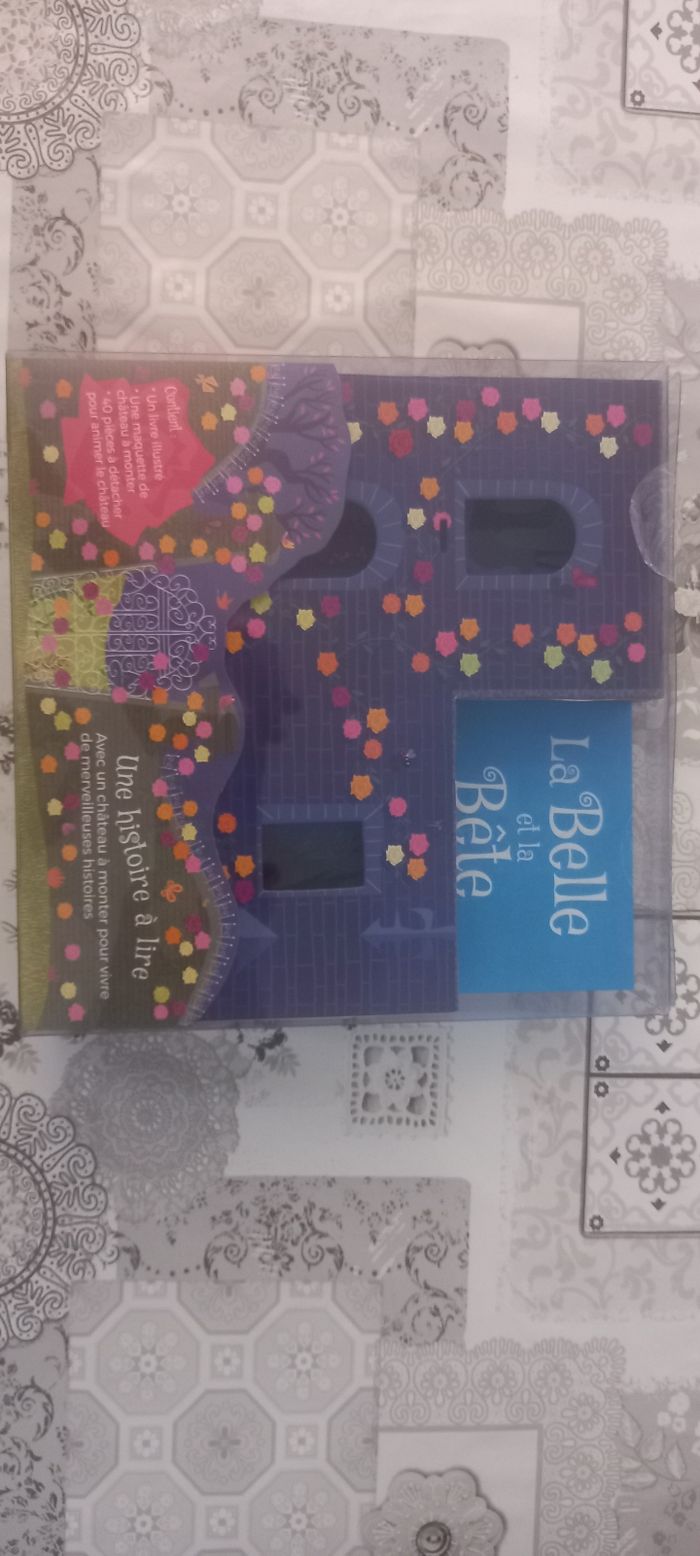 La Belle
et la
Bête
Contient
• Un livre illustré
• Une maquette de
château à monter
• 40 pièces à détacher
pour animer le château
Une histoire à lire
Avec un château à monter pour vivre
de merveilleuses histoires